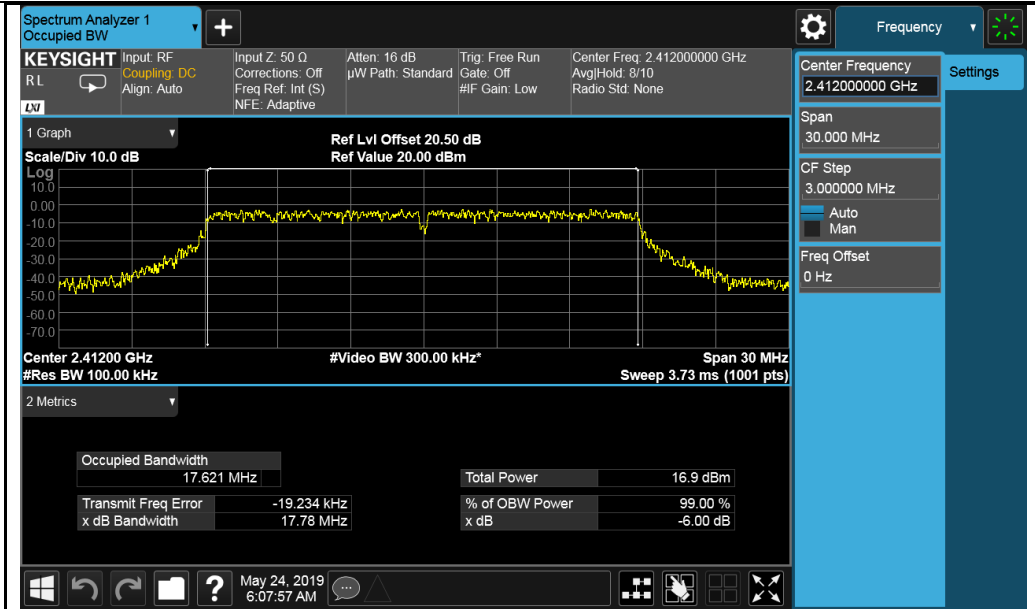 Spectrum Analyzer 1
Occupied BW
Frequency
KEYSIGHT
R L
LXI
Input: RF
Coupling: DC
Align: Auto
Input Z: 50 Ω
Corrections: Off
Freq Ref: Int (S)
NFE: Adaptive
Atten: 16 dB
µW Path: Standard
Trig: Free Run
Gate: Off
#IF Gain: Low
Center Freq: 2.412000000 GHz
Avg|Hold: 8/10
Radio Std: None
Center Frequency
2.412000000 GHz
Settings
Span
30.000 MHz
CF Step
3.000000 MHz
Auto
Man
Freq Offset
0 Hz
1 Graph
Scale/Div 10.0 dB
Ref Lvl Offset 20.50 dB
Ref Value 20.00 dBm
Log
10.0
0.00
-10.0
-20.0
-30.0
-40.0
-50.0
-60.0
-70.0
Center 2.41200 GHz
#Res BW 100.00 kHz
#Video BW 300.00 kHz*
Span 30 MHz
Sweep 3.73 ms (1001 pts)
2 Metrics
Occupied Bandwidth
17.621 MHz
Total Power 16.9 dBm
Transmit Freq Error -19.234 kHz
% of OBW Power 99.00 %
x dB Bandwidth 17.78 MHz
x dB -6.00 dB
?
May 24, 2019
6:07:57 AM